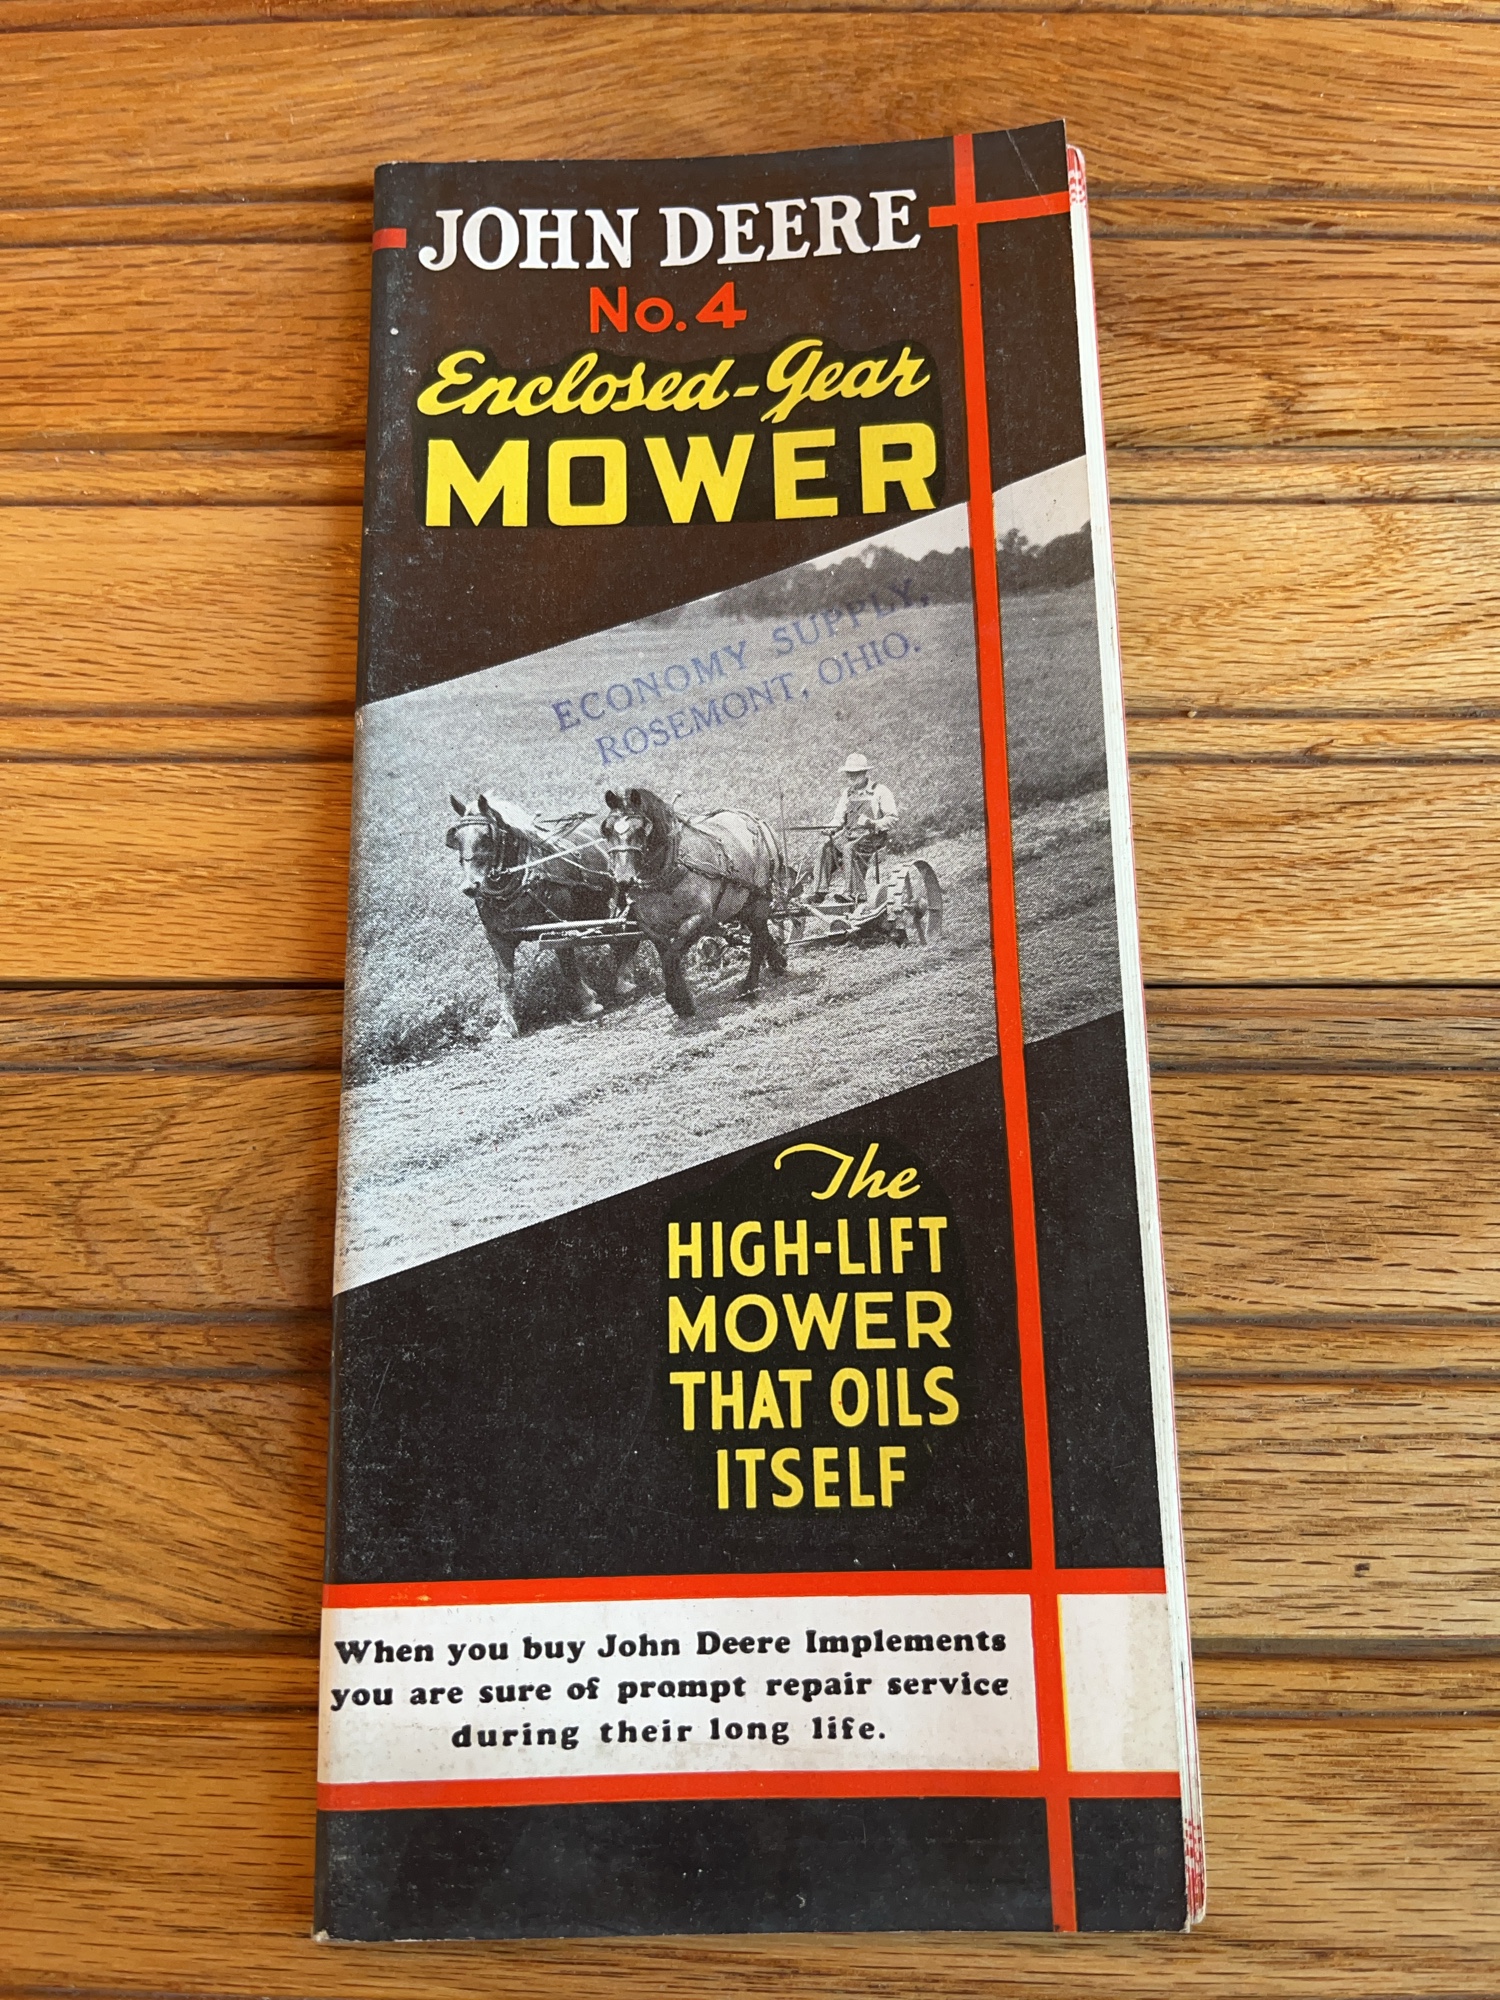 JOHN DEERE
No. 4
Enclosed-Gear
MOWER
ECONOMY SUPPLY,
ROSEMONT, OHIO.
The
HIGH-LIFT
MOWER
THAT OILS
ITSELF
When you buy John Deere Implements
you are sure of prompt repair service
during their long life.